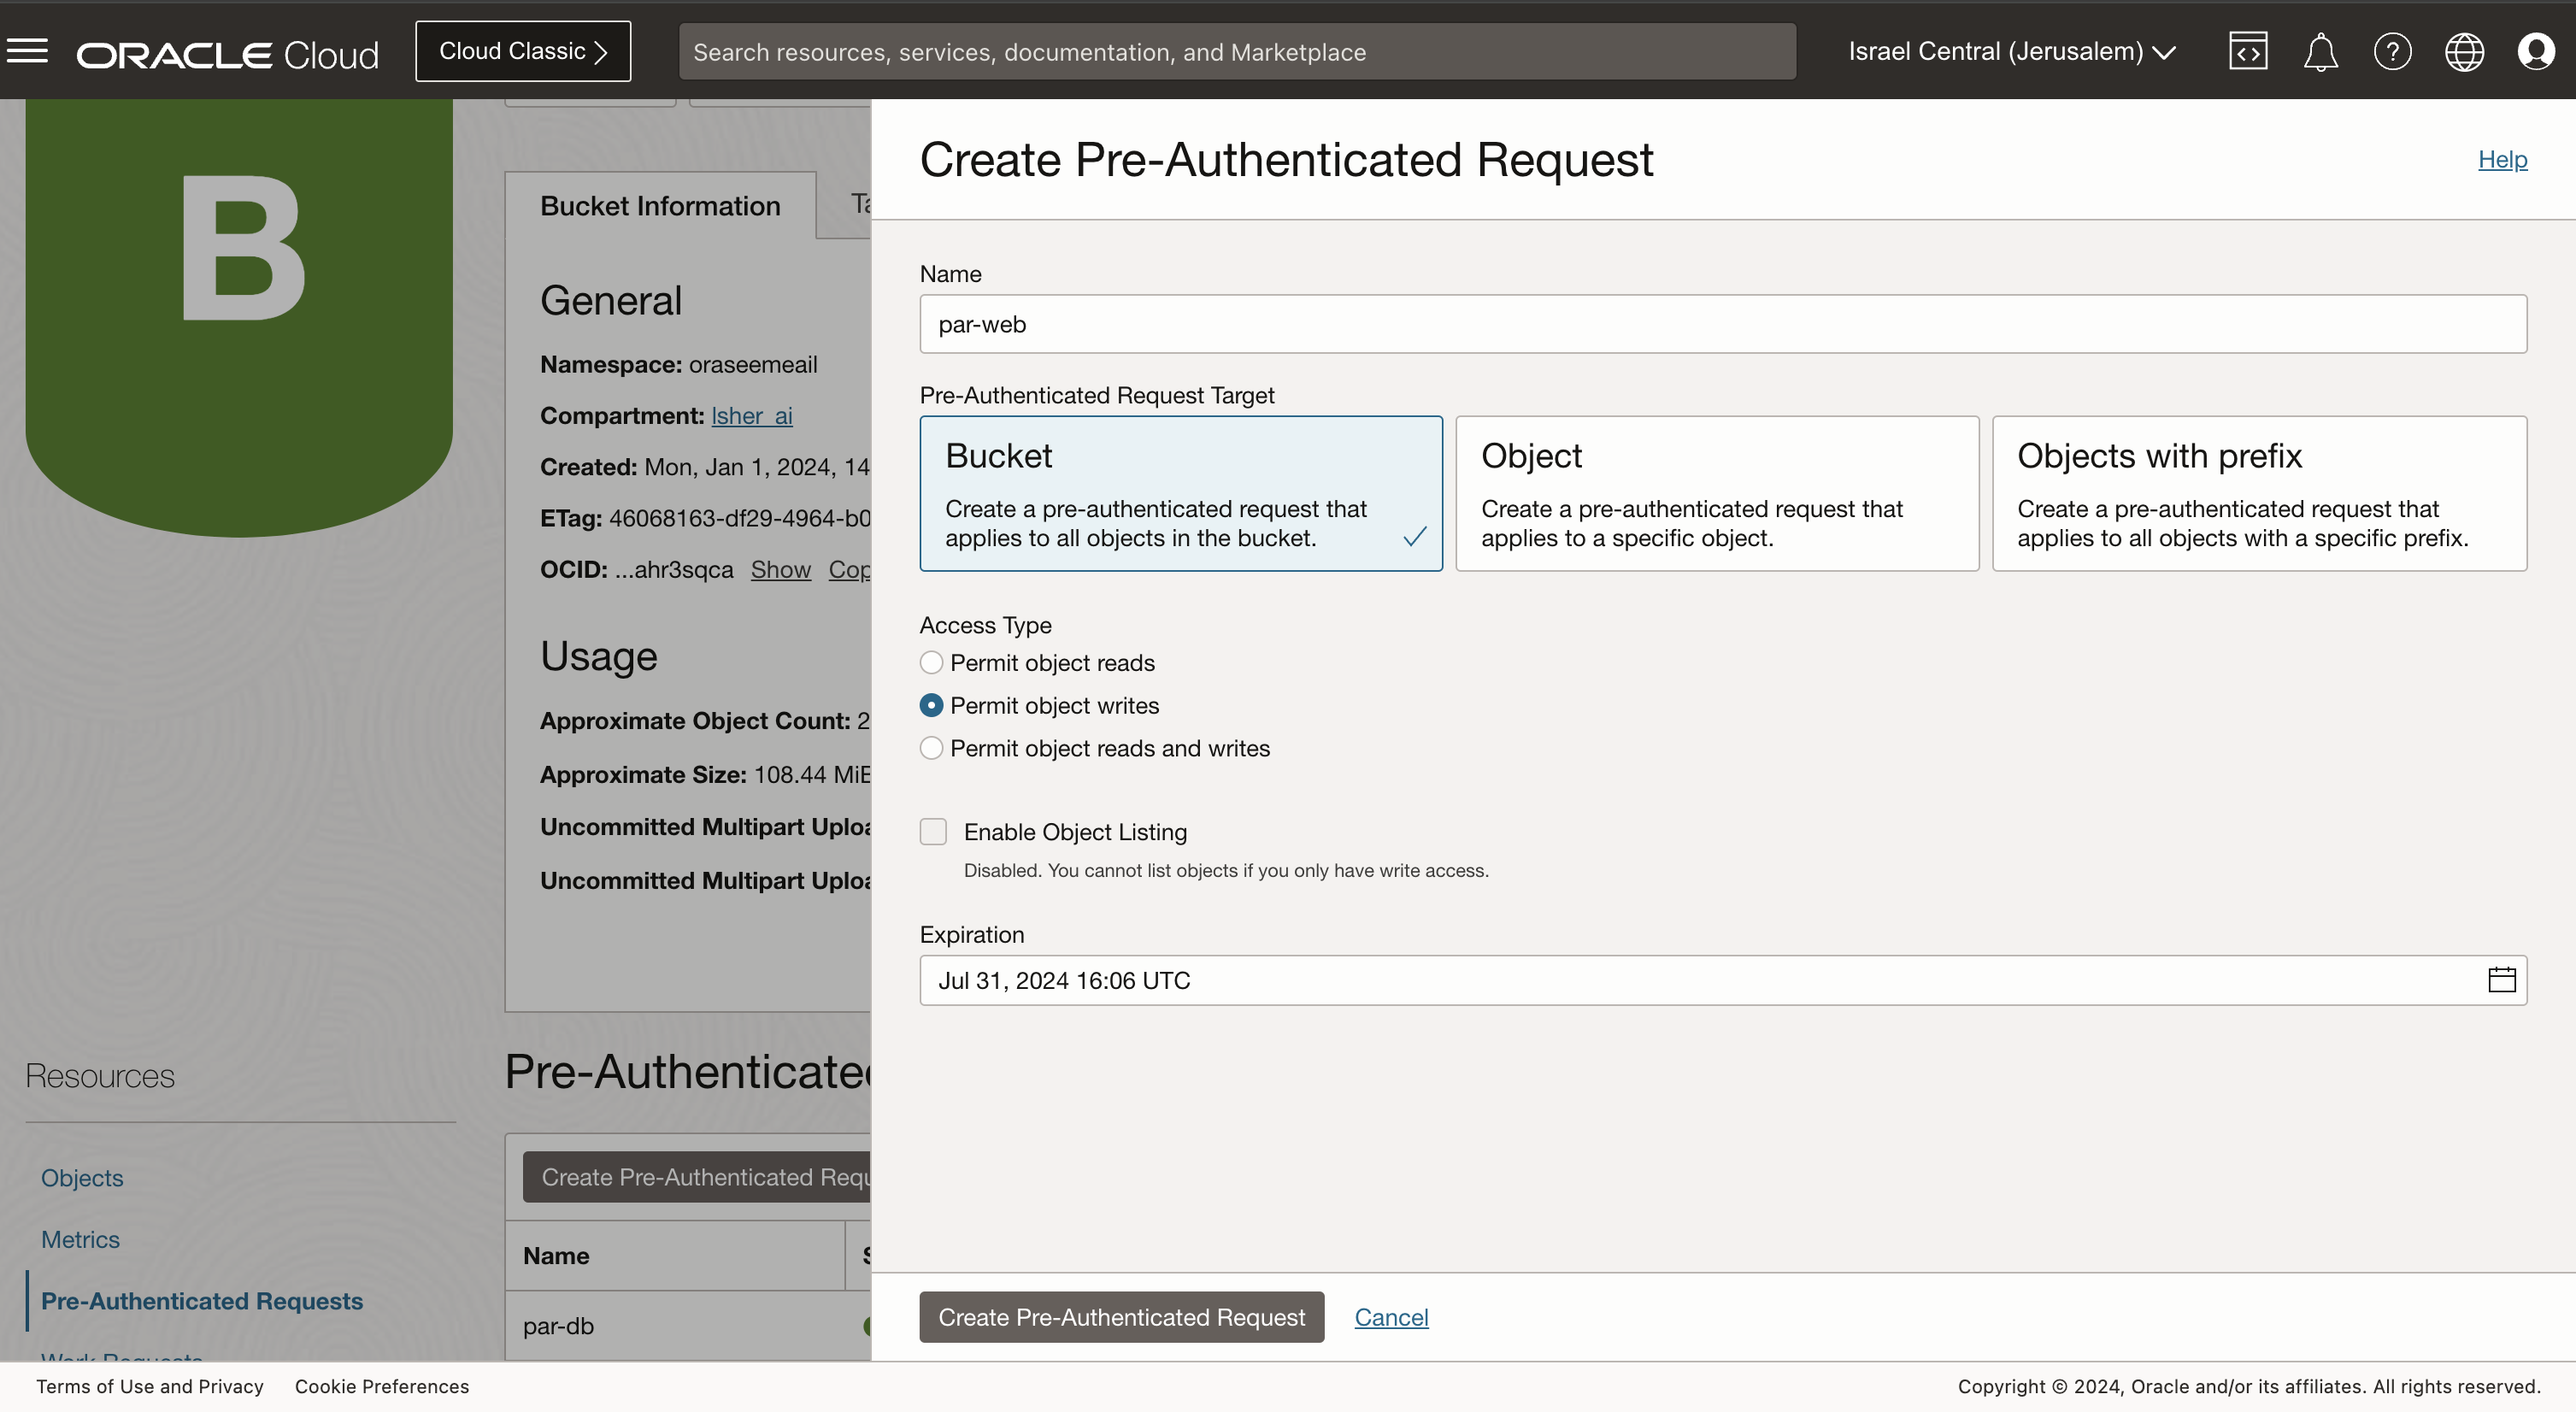 ORACLE Cloud
Cloud Classic
Search resources, services, documentation, and Marketplace
Israel Central (Jerusalem)
B
Bucket Information
General
Namespace: oraseemeail
Compartment: lsher_ai
Created: Mon, Jan 1, 2024, 14
ETag: 46068163-df29-4964-b0
OCID: ...ahr3sqca Show Cop
Usage
Approximate Object Count: 2
Approximate Size: 108.44 MiB
Uncommitted Multipart Uploa
Uncommitted Multipart Uploa
Resources
Objects
Metrics
Pre-Authenticated Requests
Work Requests
Pre-Authenticated
Create Pre-Authenticated Requ
Name
par-db
Create Pre-Authenticated Request
Help
Name
par-web
Pre-Authenticated Request Target
Bucket
Create a pre-authenticated request that
applies to all objects in the bucket.
Object
Create a pre-authenticated request that
applies to a specific object.
Objects with prefix
Create a pre-authenticated request that
applies to all objects with a specific prefix.
Access Type
Permit object reads
Permit object writes
Permit object reads and writes
Enable Object Listing
Disabled. You cannot list objects if you only have write access.
Expiration
Jul 31, 2024 16:06 UTC
Create Pre-Authenticated Request
Cancel
Terms of Use and Privacy
Cookie Preferences
Copyright © 2024, Oracle and/or its affiliates. All rights reserved.